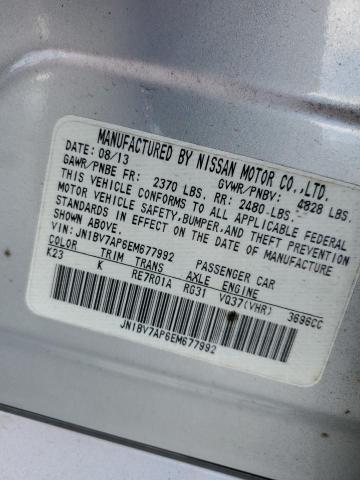 MANUFACTURED BY NISSAN MOTOR CO.,LTD.
DATE: 08/13 GVWR/PNBV: 4828 LBS.
GAWR/PNBE FR: 2370 LBS. RR: 2480 LBS.
THIS VEHICLE CONFORMS TO ALL APPLICABLE FEDERAL
MOTOR VEHICLE SAFETY,BUMPER,AND THEFT PREVENTION
STANDARDS IN EFFECT ON THE DATE OF MANUFACTURE
SHOWN ABOVE.
VIN: JN1BV7AP6EM677992 PASSENGER CAR
COLOR TRIM TRANS AXLE ENGINE
K23 K RE7R01A RG31 VQ37(VHR) 3696CC
JN1BV7AP6EM677992